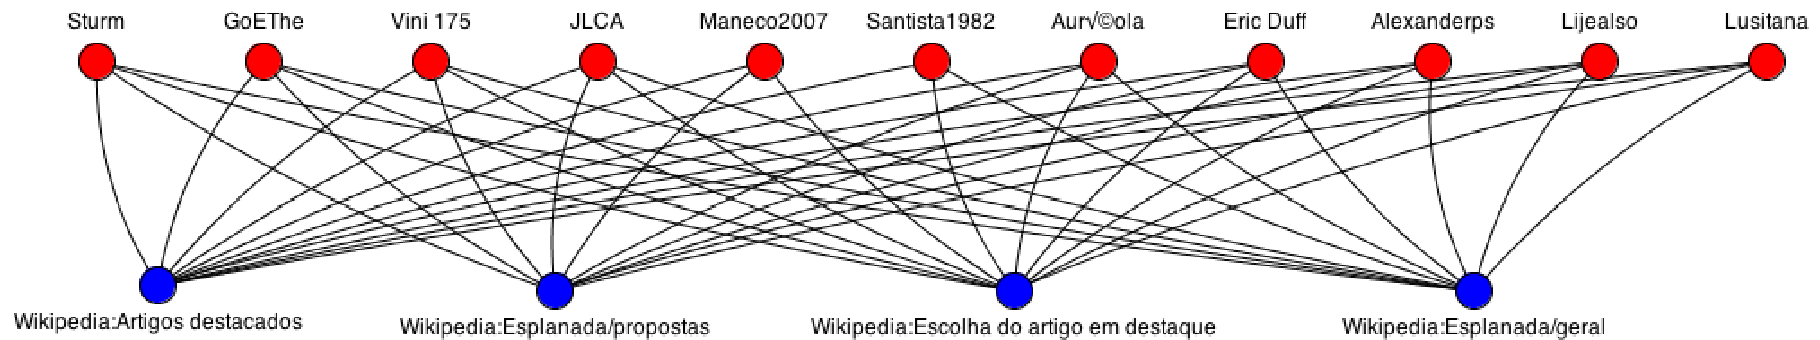 Sturm
GoEThe
Vini 175
JLCA
Maneco2007
Santista1982
Aur√©ola
Eric Duff
Alexanderps
Lijealso
Lusitana
Wikipedia:Artigos destacados
Wikipedia:Esplanada/propostas
Wikipedia:Escolha do artigo em destaque
Wikipedia:Esplanada/geral